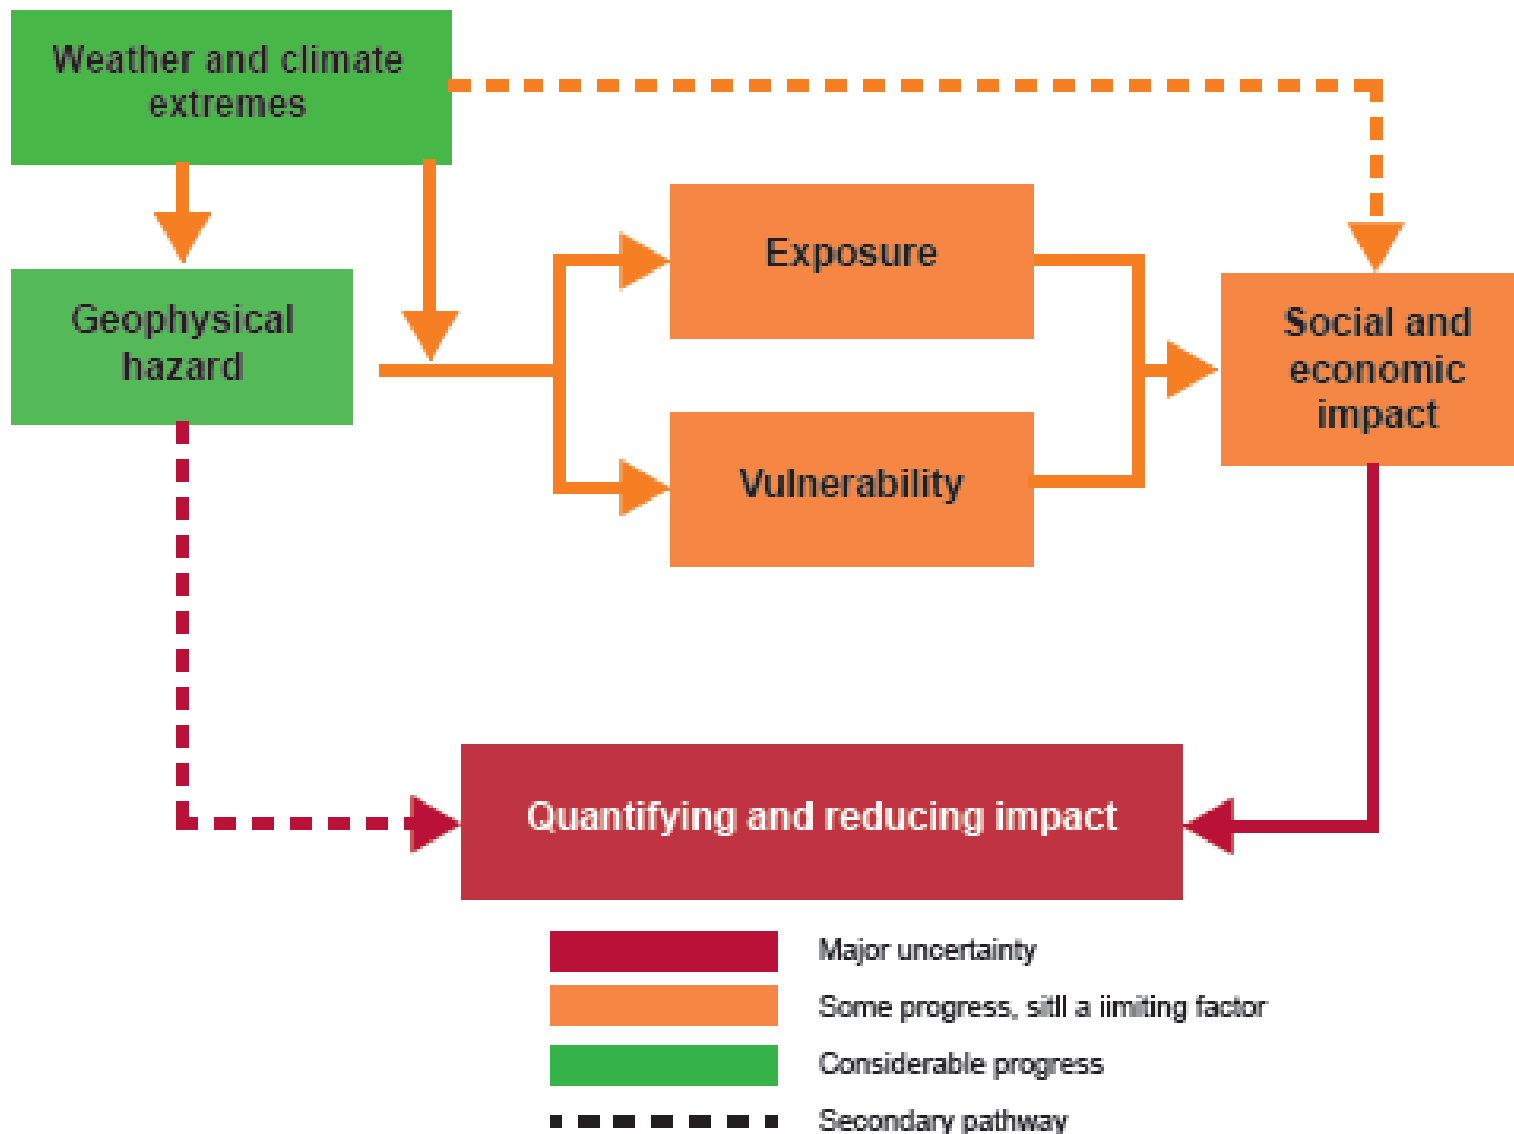 Weather and climate
extremes
Geophysical
hazard
Exposure
Vulnerability
Social and
economic
impact
Quantifying and reducing impact
Major uncertainty
Some progress, sitll a iimiting factor
Considerable progress
Secondary pathway